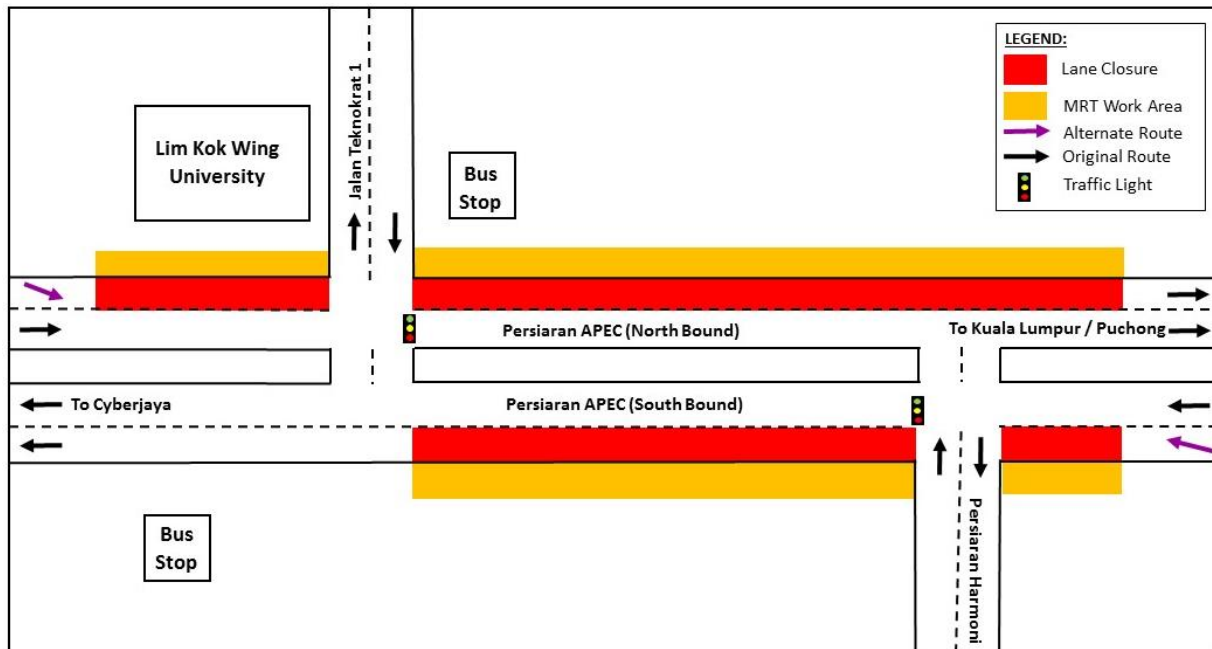 LEGEND:
Lane Closure
MRT Work Area
Alternate Route
Original Route
Traffic Light
Jalan Teknokrat 1
Lim Kok Wing
University
Bus
Stop
Persiaran APEC (North Bound)
To Kuala Lumpur / Puchong
To Cyberjaya
Persiaran APEC (South Bound)
Bus
Stop
Persiaran Harmoni